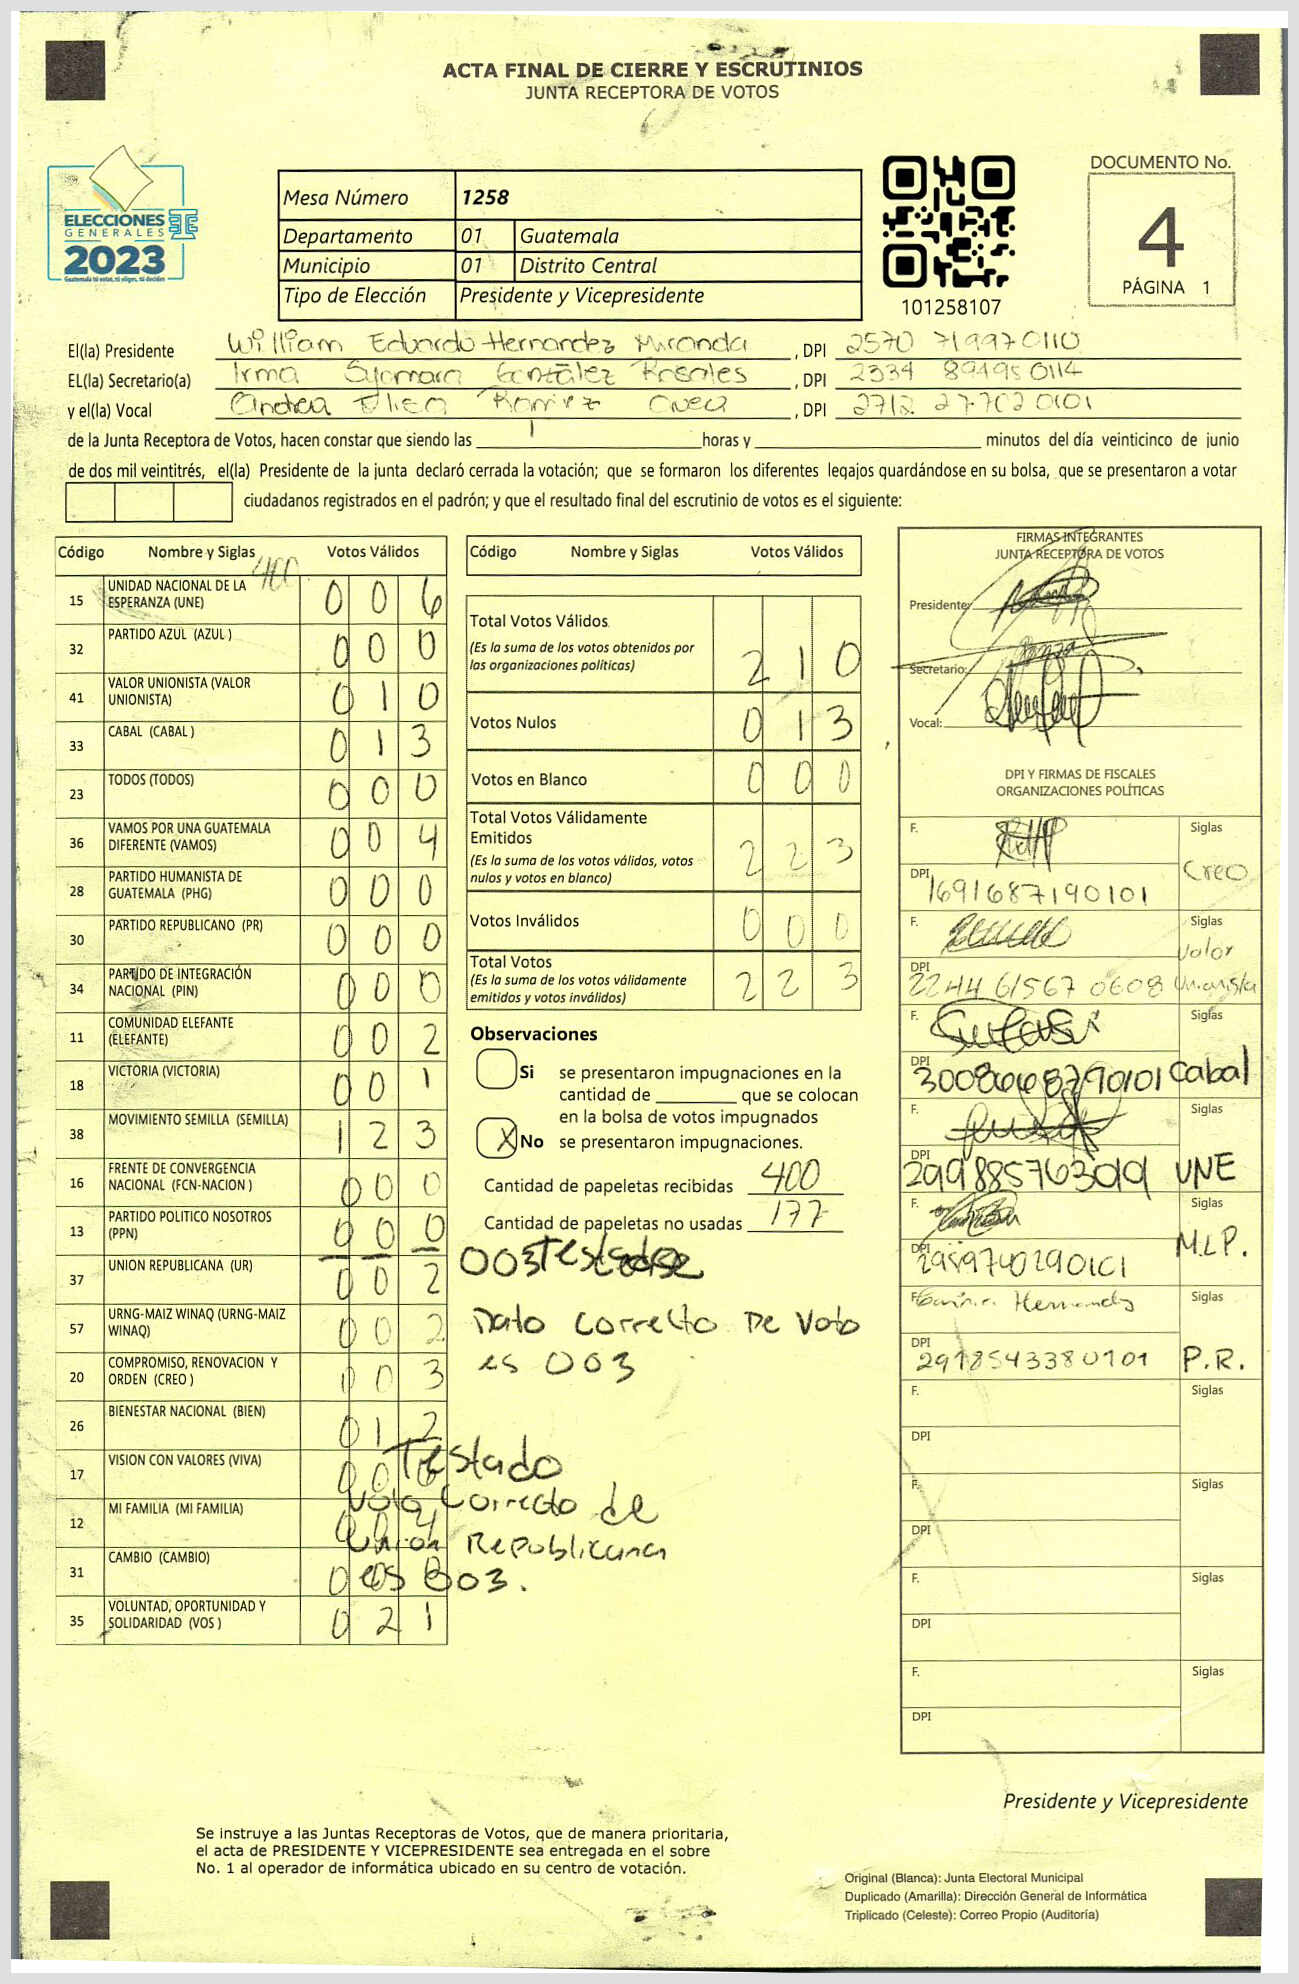 ACTA FINAL DE CIERRE Y ESCRUTINIOS
JUNTA RECEPTORA DE VOTOS
ELECCIONES
GENERALES
2023
Guatemala tú votas, tú eliges, tú decides
Mesa Número 1258
Departamento 01 Guatemala
Municipio 01 Distrito Central
Tipo de Elección Presidente y Vicepresidente
101258107
DOCUMENTO No.
4
PÁGINA 1
El(la) Presidente William Eduardo Hernandez Miranda , DPI 2570 719970110
EL(la) Secretario(a) Irma Syomara González Rosales , DPI 2334 891950114
y el(la) Vocal Andrea Ramirez , DPI 2712 277020101
de la Junta Receptora de Votos, hacen constar que siendo las horas y minutos del día veinticinco de junio
de dos mil veintitrés, el(la) Presidente de la junta declaró cerrada la votación; que se formaron los diferentes legajos quardándose en su bolsa, que se presentaron a votar
ciudadanos registrados en el padrón; y que el resultado final del escrutinio de votos es el siguiente:
Código Nombre y Siglas Votos Válidos
400
15 UNIDAD NACIONAL DE LA ESPERANZA (UNE) 0 0 6
32 PARTIDO AZUL (AZUL ) 0 0 0
41 VALOR UNIONISTA (VALOR UNIONISTA) 0 1 0
33 CABAL (CABAL ) 0 1 3
23 TODOS (TODOS) 0 0 0
36 VAMOS POR UNA GUATEMALA DIFERENTE (VAMOS) 0 0 4
28 PARTIDO HUMANISTA DE GUATEMALA (PHG) 0 0 0
30 PARTIDO REPUBLICANO (PR) 0 0 0
34 PARTIDO DE INTEGRACIÓN NACIONAL (PIN) 0 0 0
11 COMUNIDAD ELEFANTE (ELEFANTE) 0 0 2
18 VICTORIA (VICTORIA) 0 0 1
38 MOVIMIENTO SEMILLA (SEMILLA) 1 2 3
16 FRENTE DE CONVERGENCIA NACIONAL (FCN-NACION ) 0 0 0
13 PARTIDO POLITICO NOSOTROS (PPN) 0 0 0
37 UNION REPUBLICANA (UR) 0 0 2
57 URNG-MAIZ WINAQ (URNG-MAIZ WINAQ) 0 0 2
20 COMPROMISO, RENOVACION Y ORDEN (CREO ) 0 0 3
26 BIENESTAR NACIONAL (BIEN) 0 1 2
17 VISION CON VALORES (VIVA) 0 0
12 MI FAMILIA (MI FAMILIA) 0
31 CAMBIO (CAMBIO) 0
35 VOLUNTAD, OPORTUNIDAD Y SOLIDARIDAD (VOS ) 0 2 1
Testado
Voto Correcto de
Unión Republicana
es 003.
Código Nombre y Siglas Votos Válidos
Total Votos Válidos 2 1 0
(Es la suma de los votos obtenidos por
las organizaciones políticas)
Votos Nulos 0 1 3
Votos en Blanco 0 0 0
Total Votos Válidamente
Emitidos 2 2 3
(Es la suma de los votos válidos, votos
nulos y votos en blanco)
Votos Inválidos 0 0 0
Total Votos 2 2 3
(Es la suma de los votos válidamente
emitidos y votos inválidos)
Observaciones
Si se presentaron impugnaciones en la
cantidad de que se colocan
en la bolsa de votos impugnados
X No se presentaron impugnaciones.
Cantidad de papeletas recibidas 400
Cantidad de papeletas no usadas 177
003
Dato correcto De Voto
es 003
FIRMAS INTEGRANTES
JUNTA RECEPTORA DE VOTOS
Presidente:
Secretario:
Vocal:
DPI Y FIRMAS DE FISCALES
ORGANIZACIONES POLÍTICAS
F. Siglas
DPI 1691687190101 Creo
F. Siglas
DPI 2244 61567 0608 Valor Unionista
F. Siglas
DPI 3008668790101 Cabal
F. Siglas
DPI UNE
F. Siglas
DPI 2959740290101 M.L.P.
F. Hernandez Siglas
DPI 2918543380101 P.R.
F. Siglas
DPI
F. Siglas
DPI
F. Siglas
DPI
F. Siglas
DPI
Presidente y Vicepresidente
Se instruye a las Juntas Receptoras de Votos, que de manera prioritaria,
el acta de PRESIDENTE Y VICEPRESIDENTE sea entregada en el sobre
No. 1 al operador de informática ubicado en su centro de votación.
Original (Blanca): Junta Electoral Municipal
Duplicado (Amarilla): Dirección General de Informática
Triplicado (Celeste): Correo Propio (Auditoría)